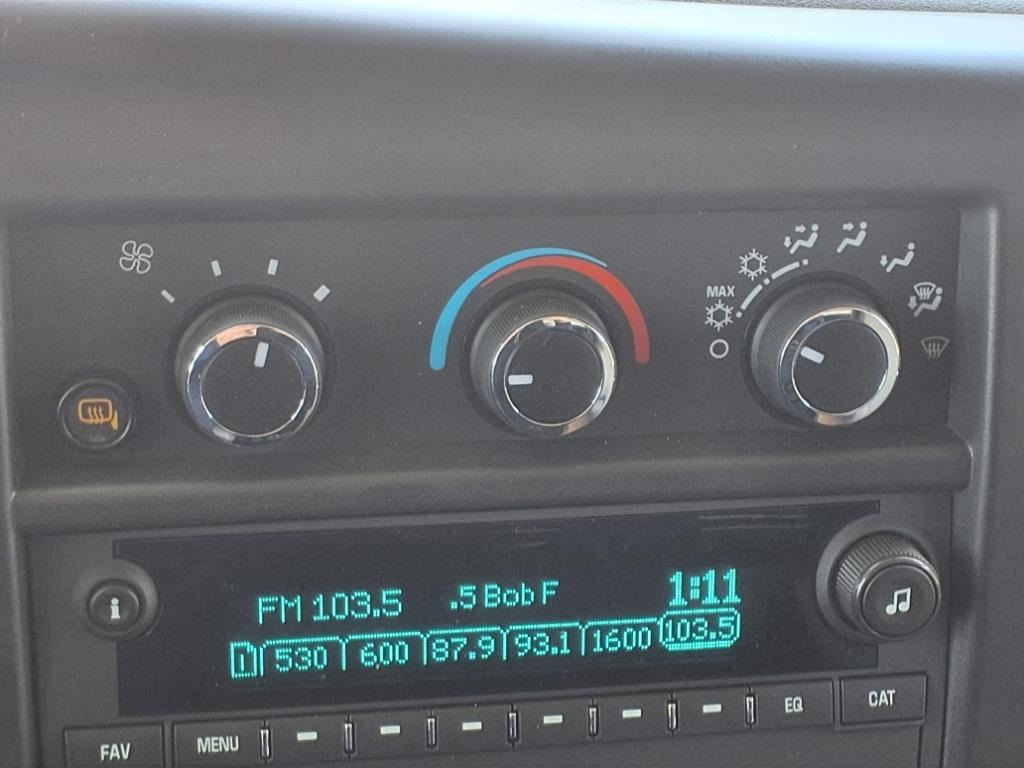 MAX
FM 103.5 .5 Bob F 1:11
1 530 600 87.9 93.1 1600 103.5
i
FAV MENU EQ CAT